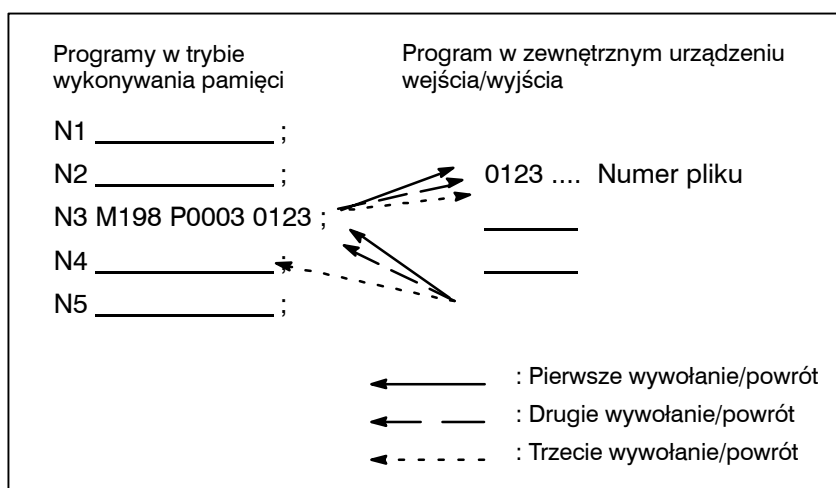 Programy w trybie
wykonywania pamięci
Program w zewnętrznym urządzeniu
wejścia/wyjścia
N1 ;
N2 ;
N3 M198 P0003 0123 ;
N4 ;
N5 ;
0123 .... Numer pliku
: Pierwsze wywołanie/powrót
: Drugie wywołanie/powrót
: Trzecie wywołanie/powrót